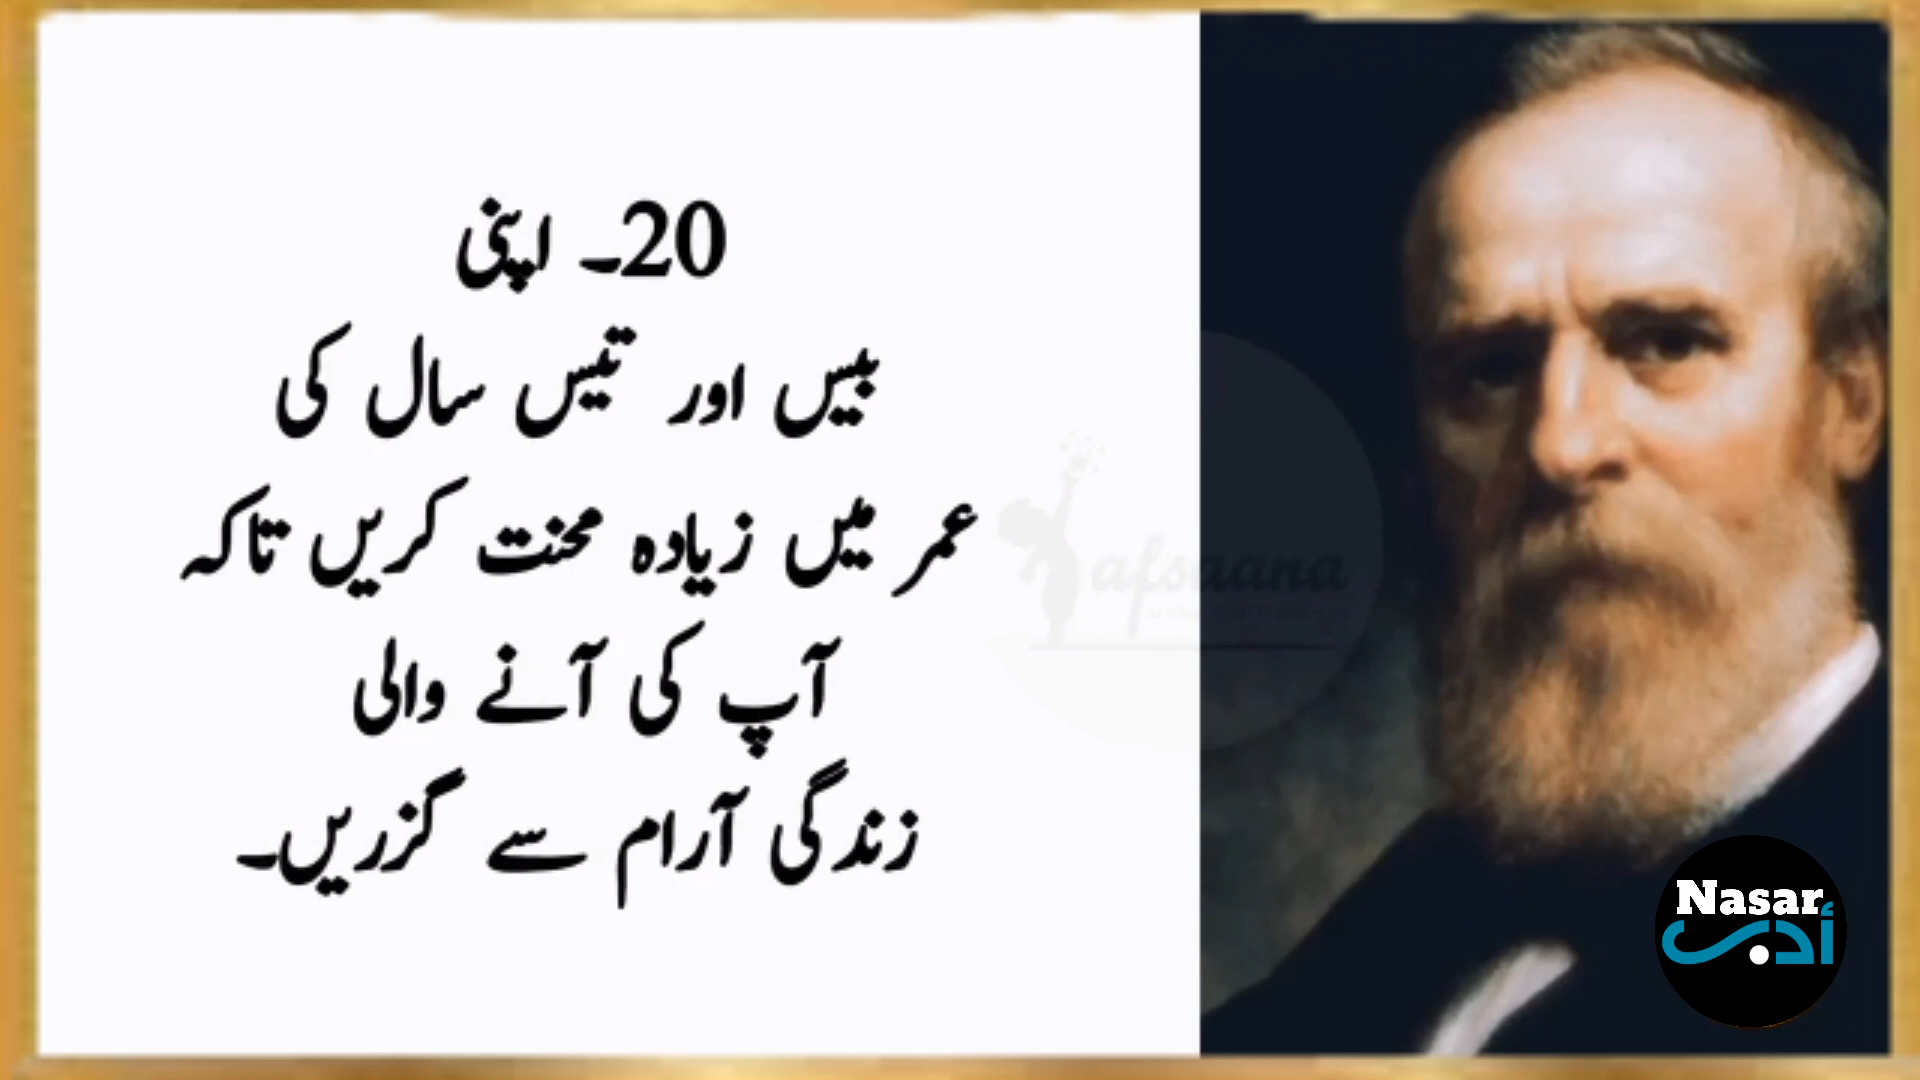 20۔ اپنی
بیس اور تیس سال کی
عمر میں زیادہ محنت کریں تاکہ
آپ کی آنے والی
زندگی آرام سے گزریں۔
afsaana
Nasar
أدب